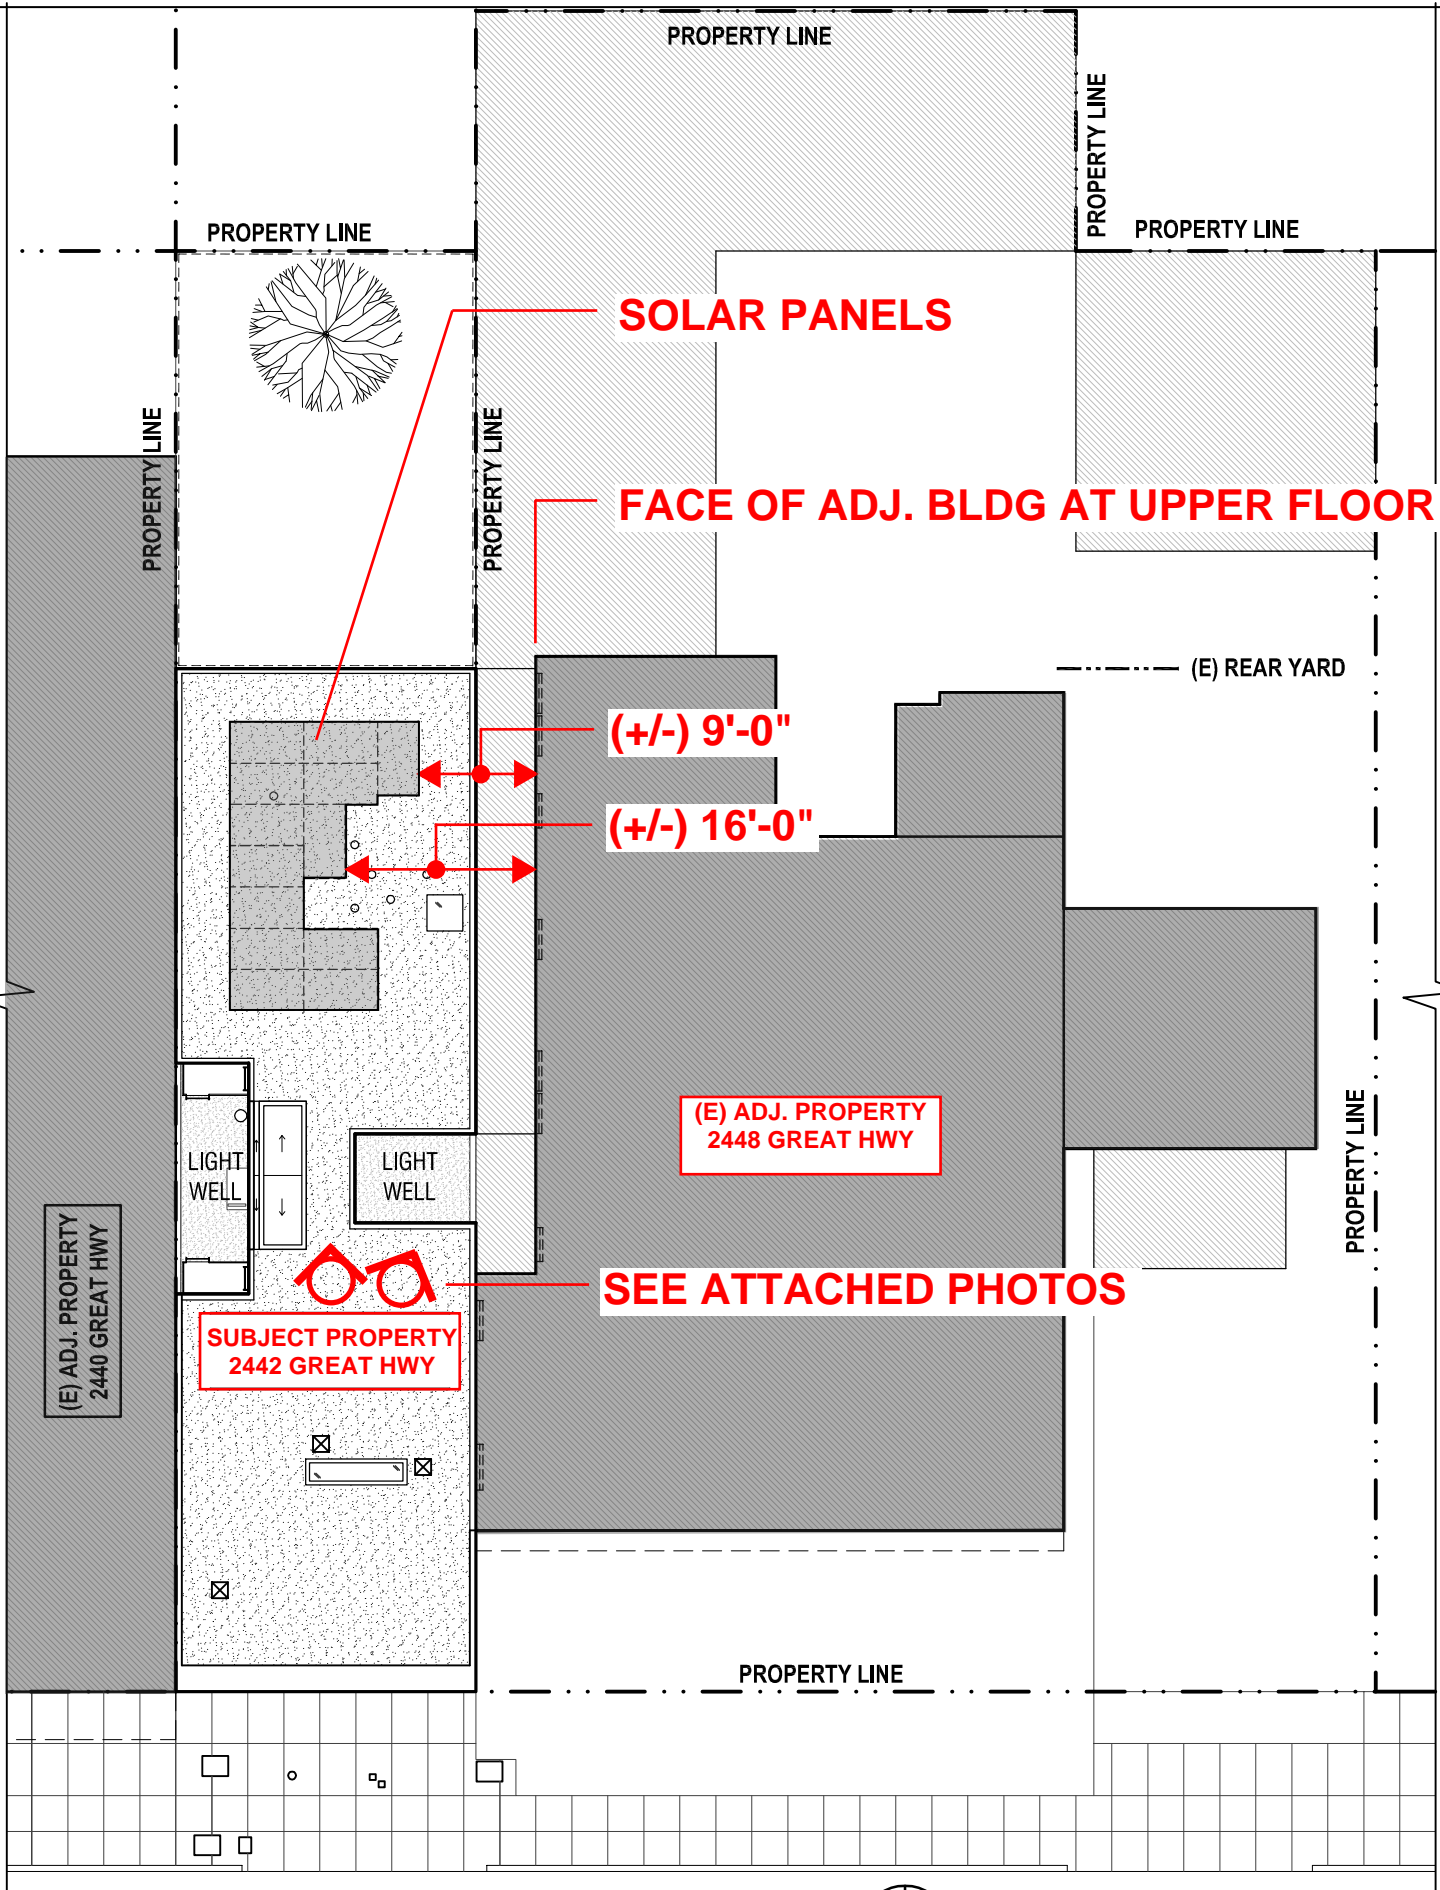 PROPERTY LINE
PROPERTY LINE
PROPERTY LINE
PROPERTY LINE
SOLAR PANELS
PROPERTY LINE
PROPERTY LINE
FACE OF ADJ. BLDG AT UPPER FLOOR
(E) REAR YARD
(+/-) 9'-0"
(+/-) 16'-0"
(E) ADJ. PROPERTY
2448 GREAT HWY
LIGHT
WELL
LIGHT
WELL
PROPERTY LINE
(E) ADJ. PROPERTY
2440 GREAT HWY
SEE ATTACHED PHOTOS
SUBJECT PROPERTY
2442 GREAT HWY
PROPERTY LINE